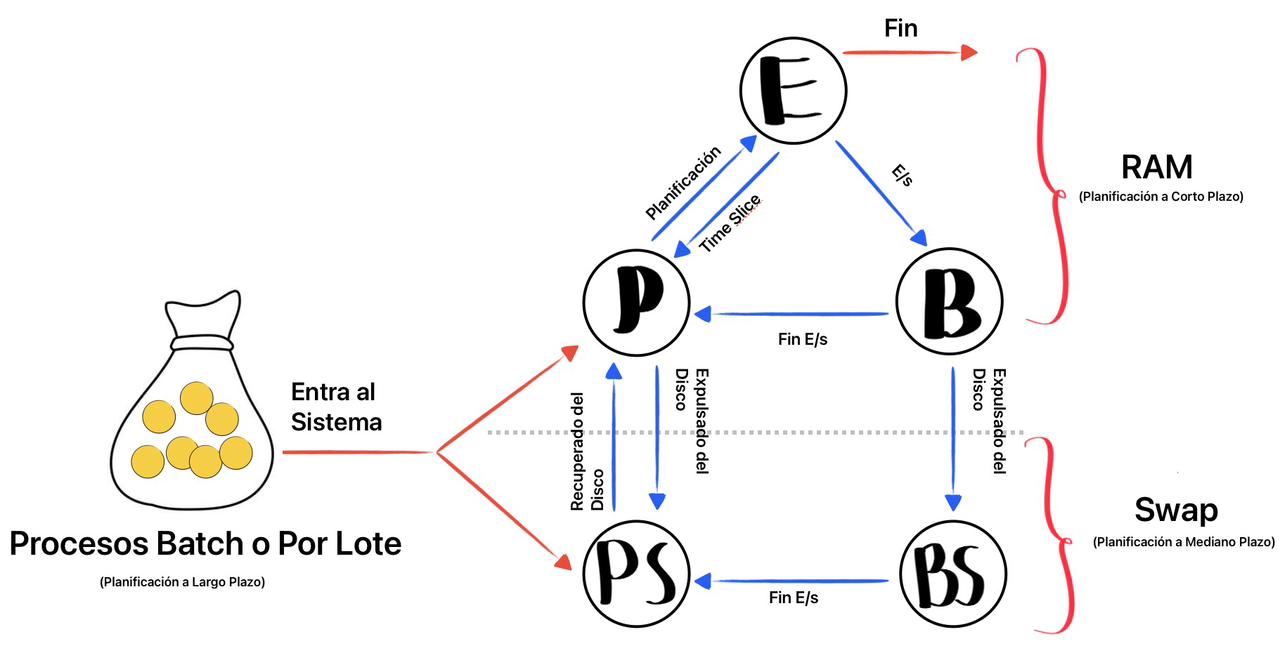 Fin
E
RAM
(Planificación a Corto Plazo)
Planificación
Time Slice
E/s
P
B
Fin E/s
Entra al
Sistema
Procesos Batch o Por Lote
(Planificación a Largo Plazo)
Recuperado del
Disco
Expulsado del
Disco
Expulsado del
Disco
Swap
(Planificación a Mediano Plazo)
PS
BS
Fin E/s